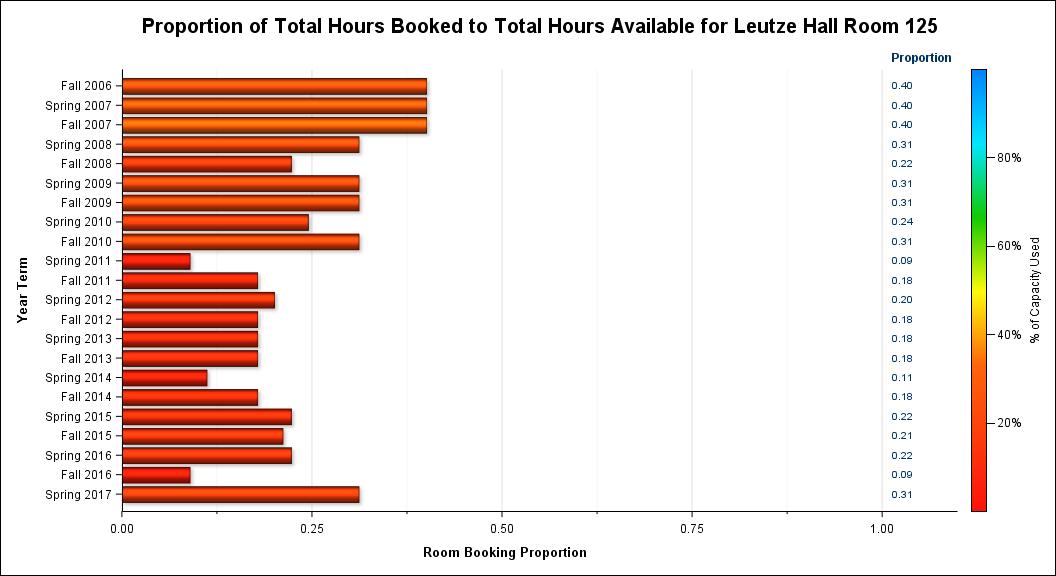 Proportion of Total Hours Booked to Total Hours Available for Leutze Hall Room 125
Proportion
Fall 2006 0.40
Spring 2007 0.40
Fall 2007 0.40
Spring 2008 0.31
Fall 2008 0.22
Spring 2009 0.31
Fall 2009 0.31
Spring 2010 0.24
Fall 2010 0.31
Spring 2011 0.09
Fall 2011 0.18
Spring 2012 0.20
Fall 2012 0.18
Spring 2013 0.18
Fall 2013 0.18
Spring 2014 0.11
Fall 2014 0.18
Spring 2015 0.22
Fall 2015 0.21
Spring 2016 0.22
Fall 2016 0.09
Spring 2017 0.31
Year Term
0.00 0.25 0.50 0.75 1.00
Room Booking Proportion
80%
60%
40%
20%
% of Capacity Used